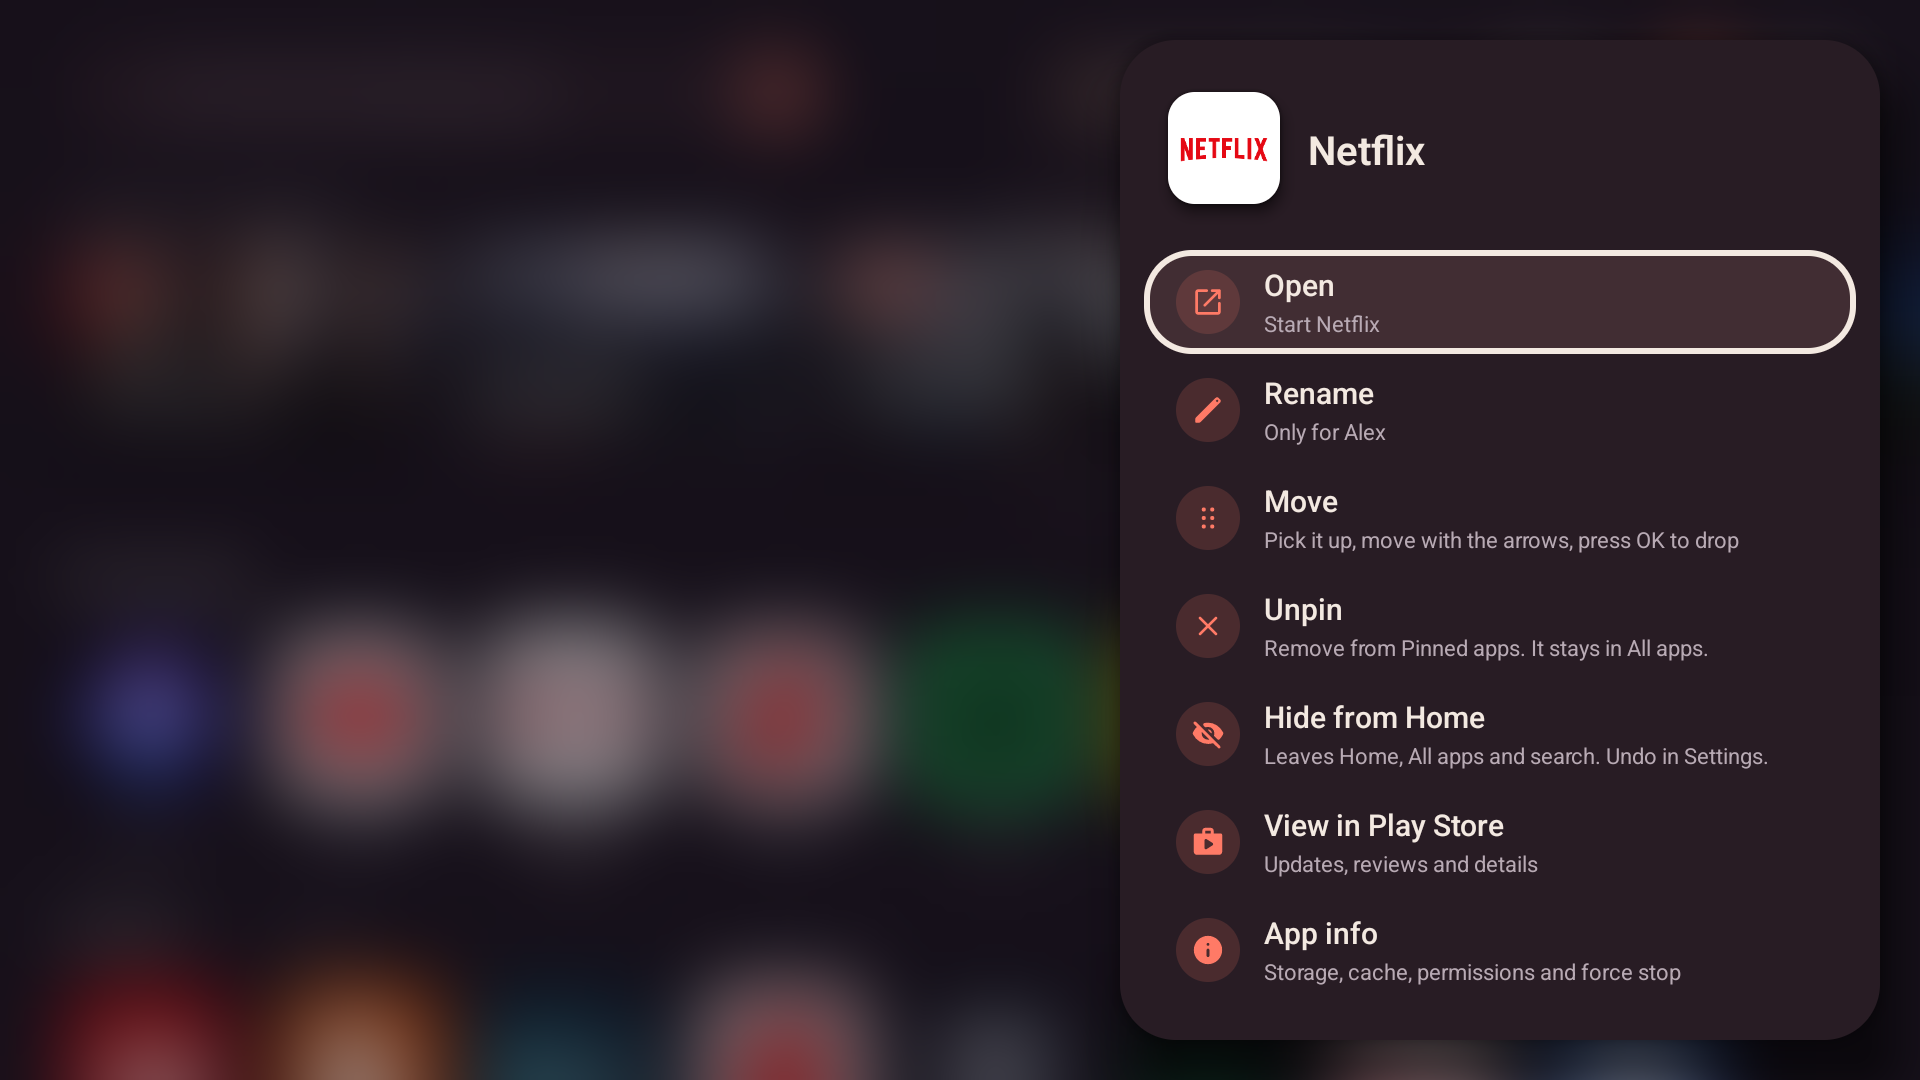 NETFLIX
Netflix
Open
Start Netflix
Rename
Only for Alex
Move
Pick it up, move with the arrows, press OK to drop
Unpin
Remove from Pinned apps. It stays in All apps.
Hide from Home
Leaves Home, All apps and search. Undo in Settings.
View in Play Store
Updates, reviews and details
App info
Storage, cache, permissions and force stop